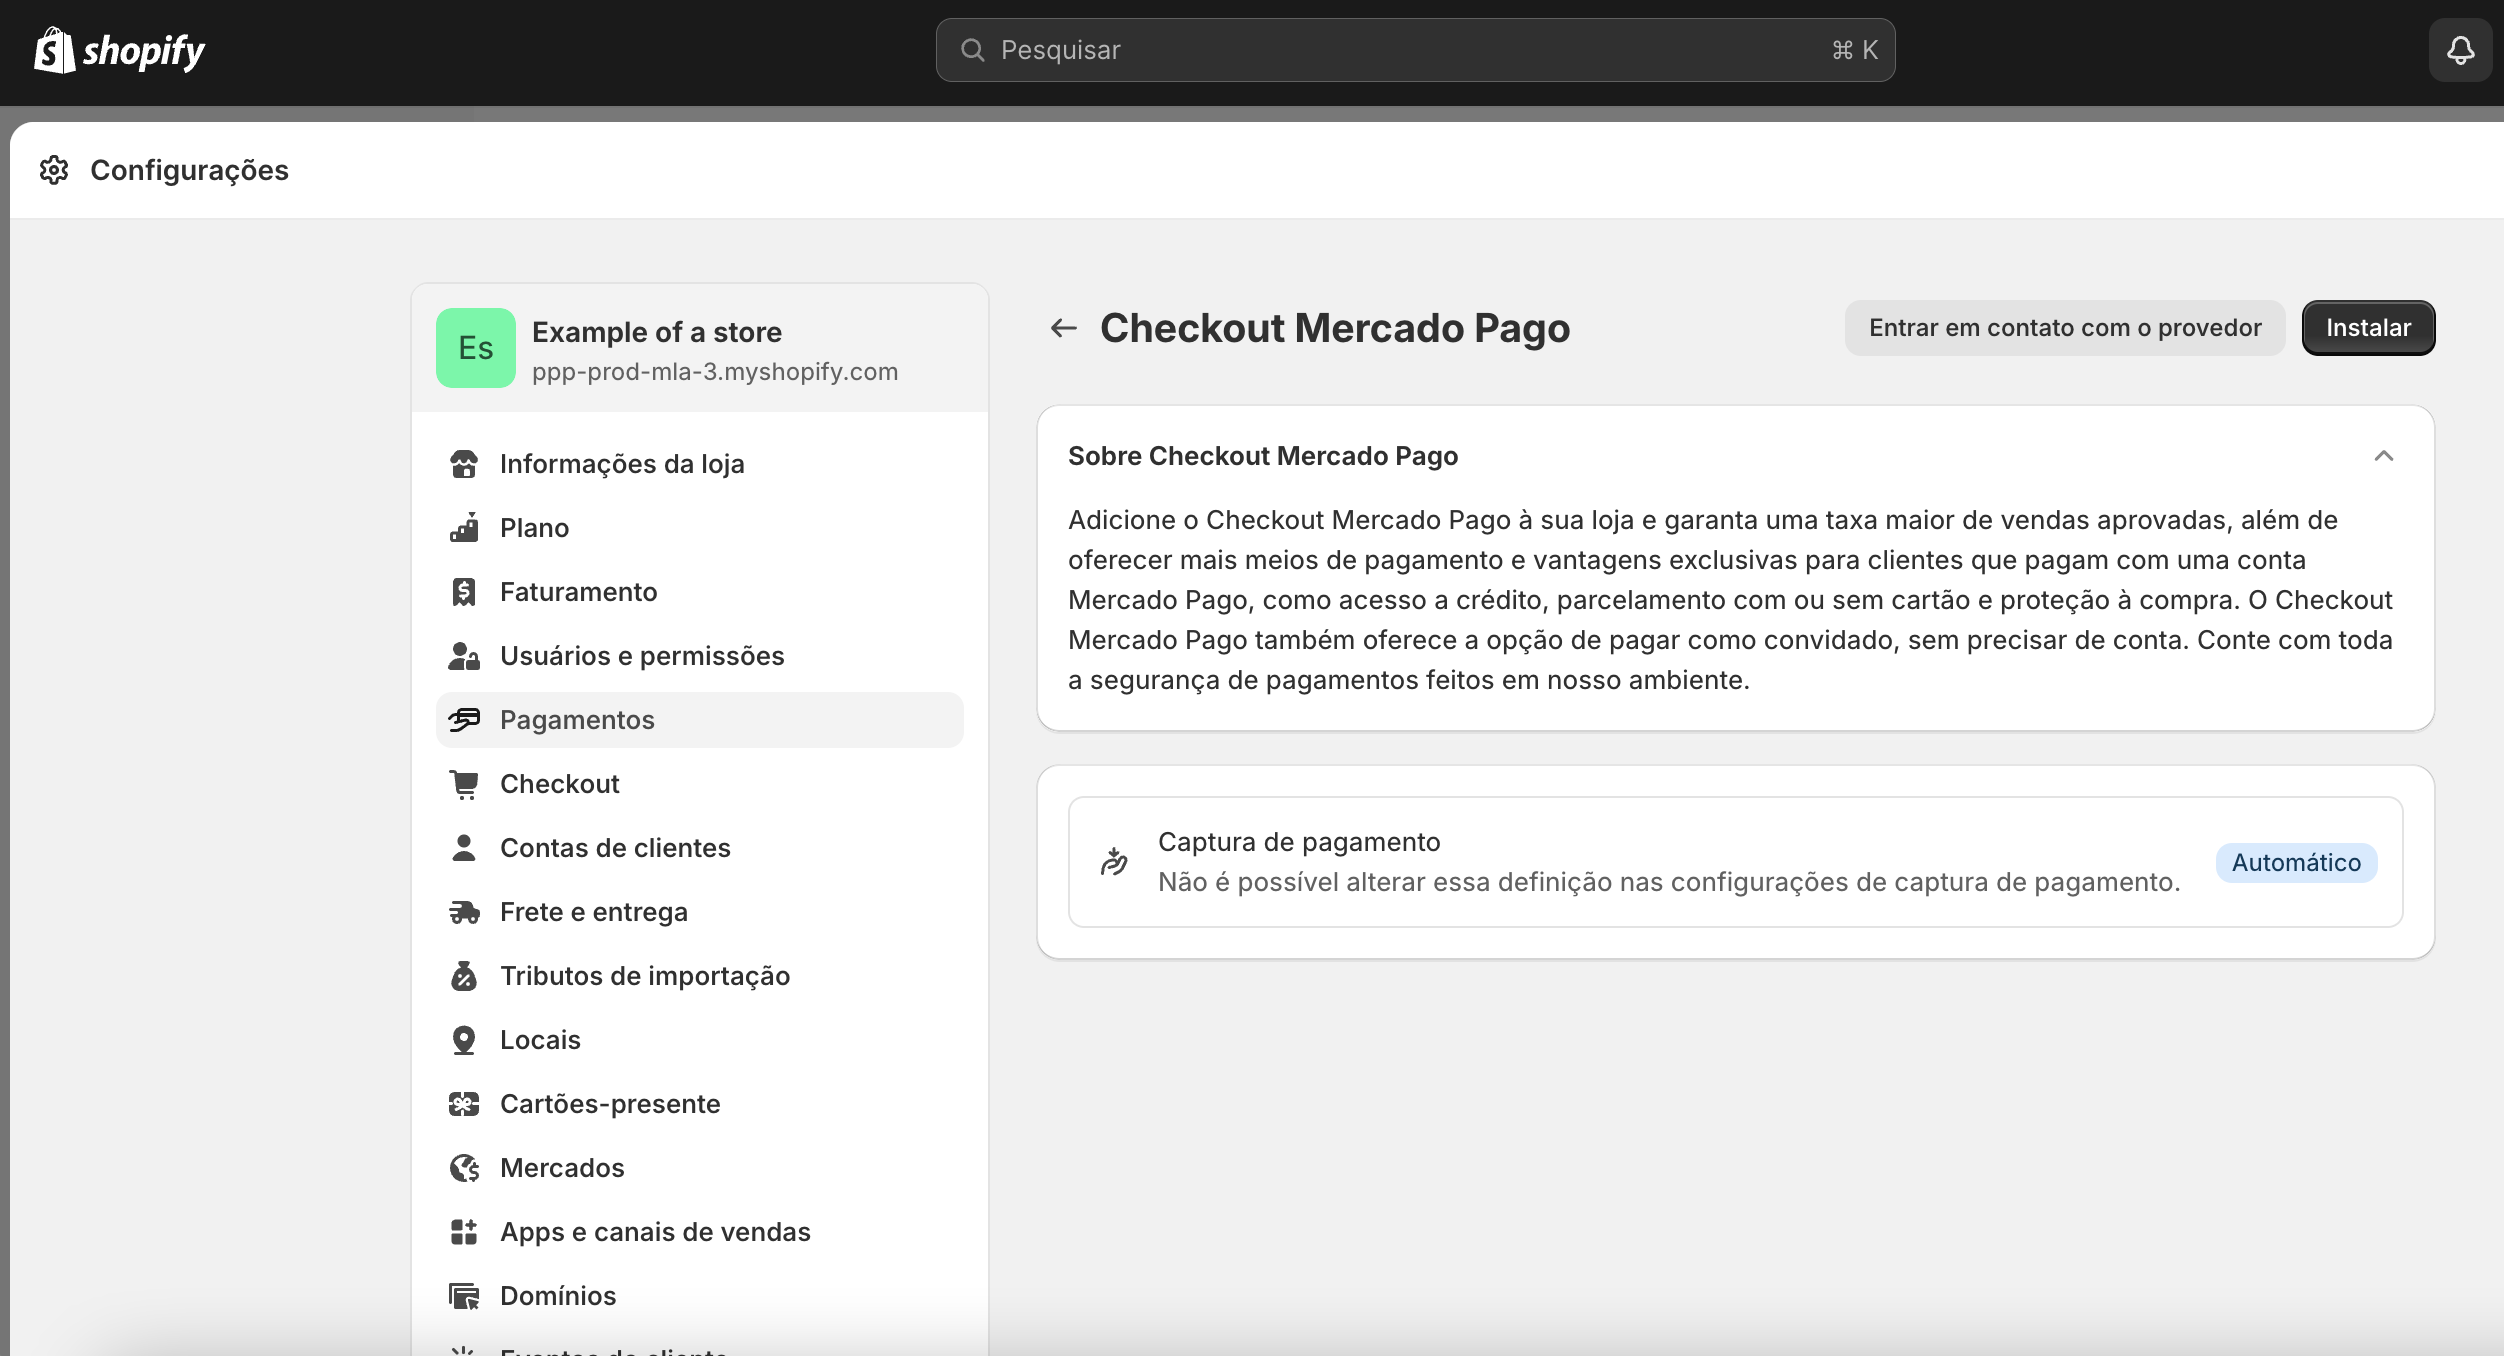 shopify
Pesquisar
⌘ K
Configurações
Es
Example of a store
ppp-prod-mla-3.myshopify.com
Informações da loja
Plano
Faturamento
Usuários e permissões
Pagamentos
Checkout
Contas de clientes
Frete e entrega
Tributos de importação
Locais
Cartões-presente
Mercados
Apps e canais de vendas
Domínios
Checkout Mercado Pago
Entrar em contato com o provedor
Instalar
Sobre Checkout Mercado Pago
Adicione o Checkout Mercado Pago à sua loja e garanta uma taxa maior de vendas aprovadas, além de
oferecer mais meios de pagamento e vantagens exclusivas para clientes que pagam com uma conta
Mercado Pago, como acesso a crédito, parcelamento com ou sem cartão e proteção à compra. O Checkout
Mercado Pago também oferece a opção de pagar como convidado, sem precisar de conta. Conte com toda
a segurança de pagamentos feitos em nosso ambiente.
Captura de pagamento
Não é possível alterar essa definição nas configurações de captura de pagamento.
Automático